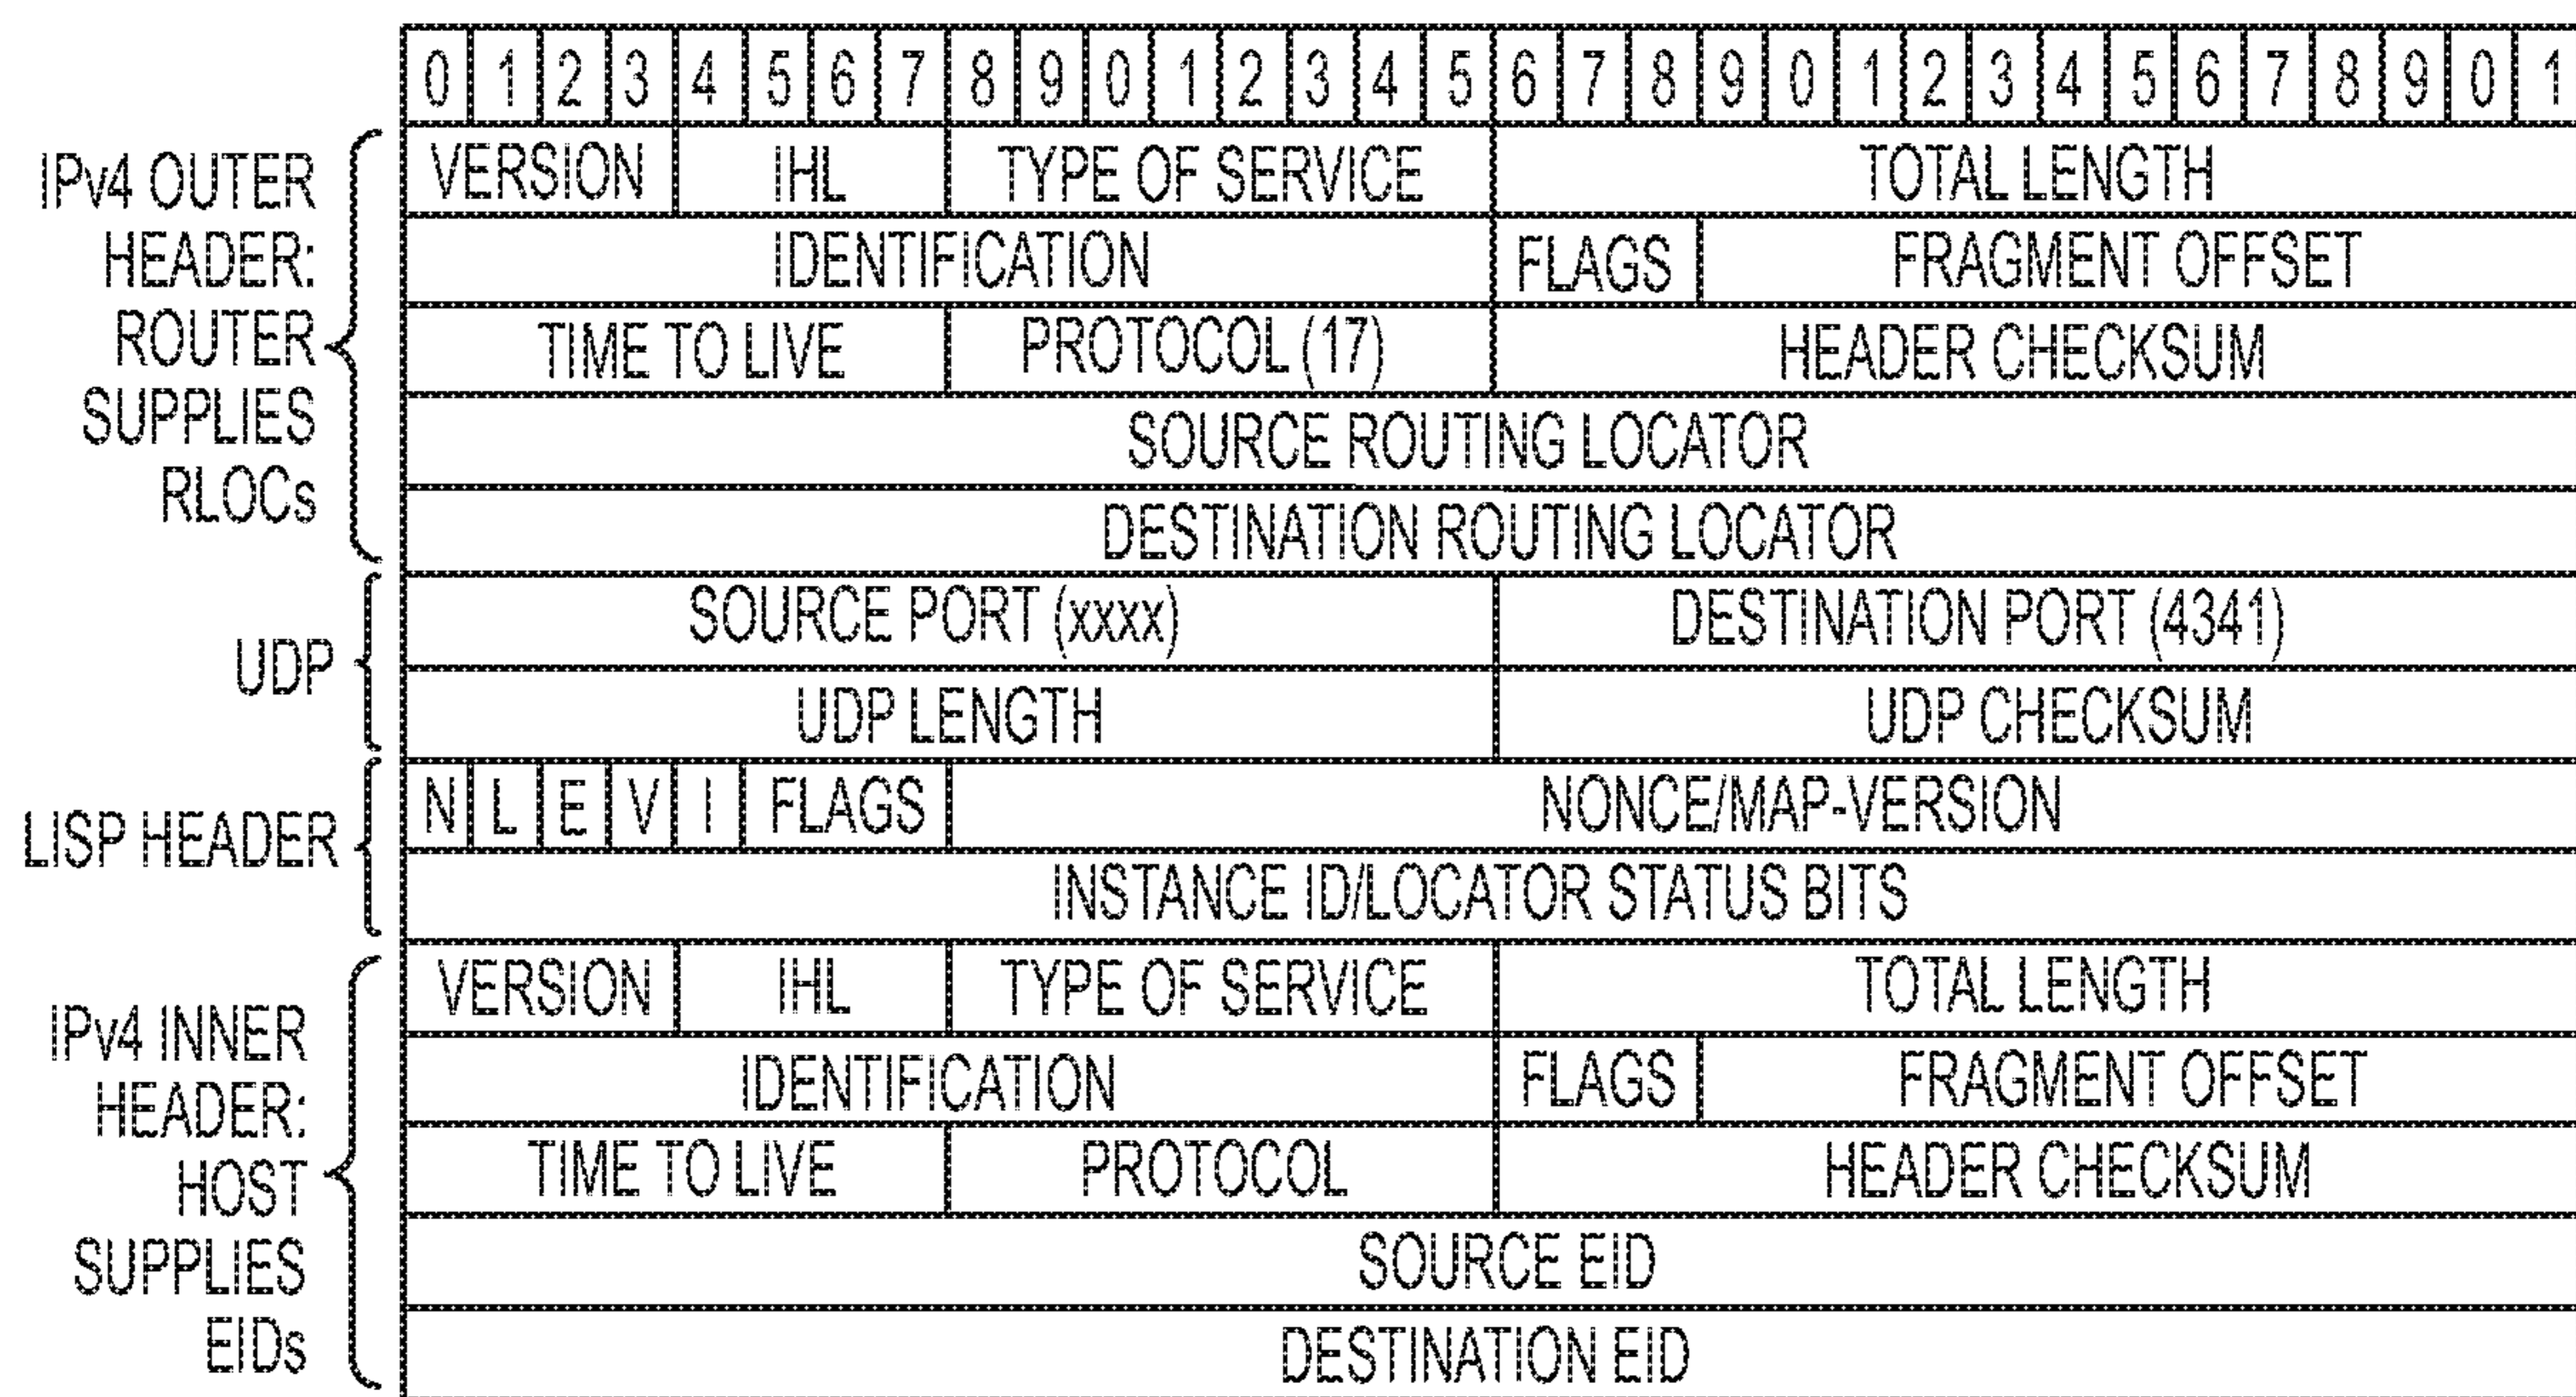 0 1 2 3 4 5 6 7 8 9 0 1 2 3 4 5 6 7 8 9 0 1 2 3 4 5 6 7 8 9 0 1
IPv4 OUTER
HEADER:
ROUTER
SUPPLIES
RLOCs
VERSION IHL TYPE OF SERVICE TOTAL LENGTH
IDENTIFICATION FLAGS FRAGMENT OFFSET
TIME TO LIVE PROTOCOL (17) HEADER CHECKSUM
SOURCE ROUTING LOCATOR
DESTINATION ROUTING LOCATOR
UDP
SOURCE PORT (xxxx) DESTINATION PORT (4341)
UDP LENGTH UDP CHECKSUM
LISP HEADER
N L E V I FLAGS NONCE/MAP-VERSION
INSTANCE ID/LOCATOR STATUS BITS
IPv4 INNER
HEADER:
HOST
SUPPLIES
EIDs
VERSION IHL TYPE OF SERVICE TOTAL LENGTH
IDENTIFICATION FLAGS FRAGMENT OFFSET
TIME TO LIVE PROTOCOL HEADER CHECKSUM
SOURCE EID
DESTINATION EID